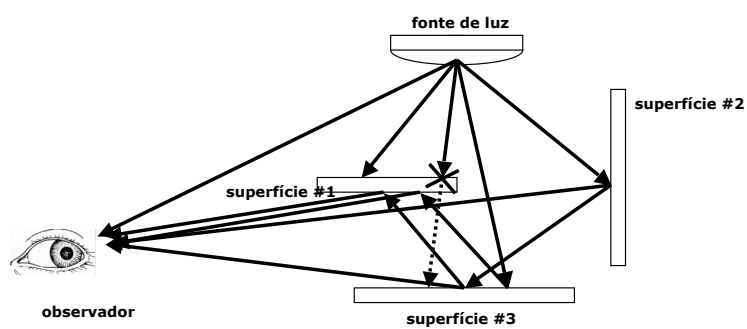 fonte de luz
superfície #2
superfície #1
observador
superfície #3